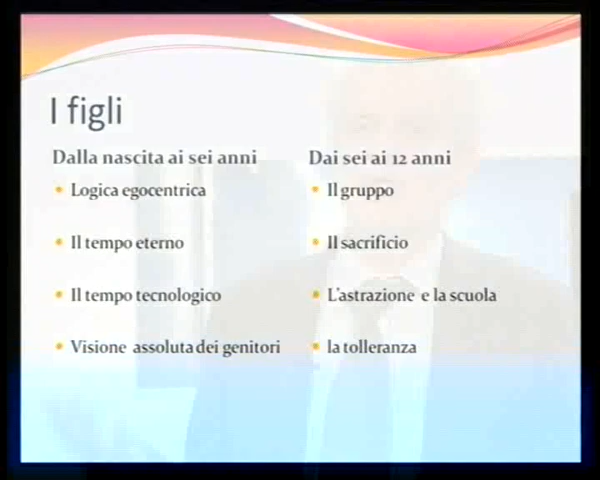 I figli
Dalla nascita ai sei anni
Logica egocentrica
Il tempo eterno
Il tempo tecnologico
Visione assoluta dei genitori
Dai sei ai 12 anni
Il gruppo
Il sacrificio
L'astrazione e la scuola
la tolleranza